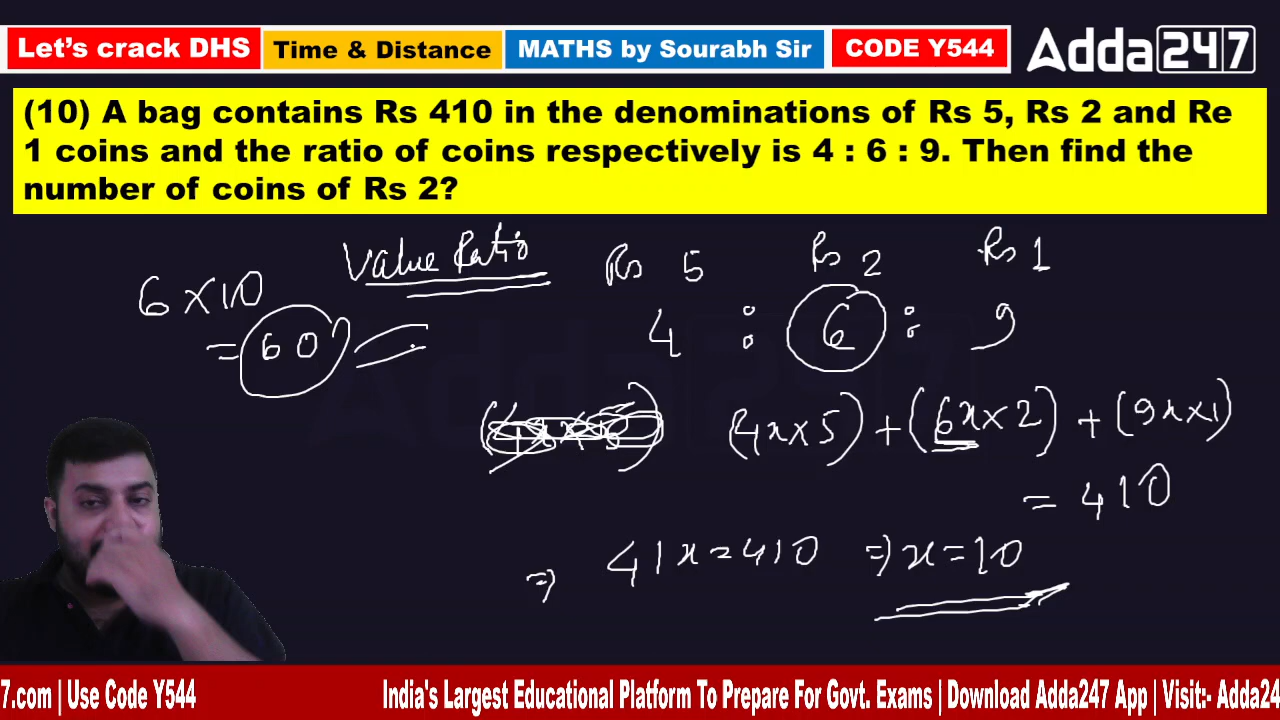 Let's crack DHS Time & Distance MATHS by Sourabh Sir CODE Y544 Adda247
(10) A bag contains Rs 410 in the denominations of Rs 5, Rs 2 and Re
1 coins and the ratio of coins respectively is 4 : 6 : 9. Then find the
number of coins of Rs 2?
Value Ratio Rs 5 Rs 2 Rs 1
6 × 10
= 60
4 : 6 : 9
(4x×5) + (6x×2) + (9x×1)
= 410
⇒ 41x = 410 ⇒ x = 10
7.com | Use Code Y544 India's Largest Educational Platform To Prepare For Govt. Exams | Download Adda247 App | Visit:- Adda24